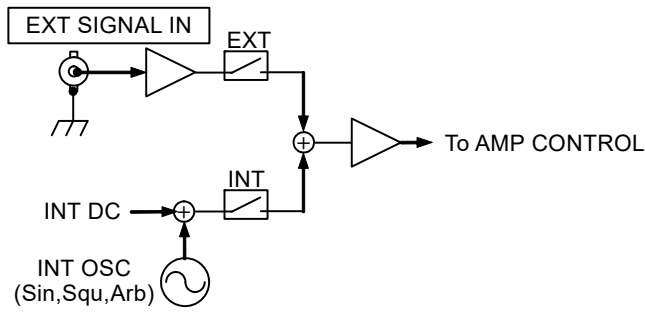 EXT SIGNAL IN
EXT
To AMP CONTROL
INT
INT DC
INT OSC
(Sin,Squ,Arb)